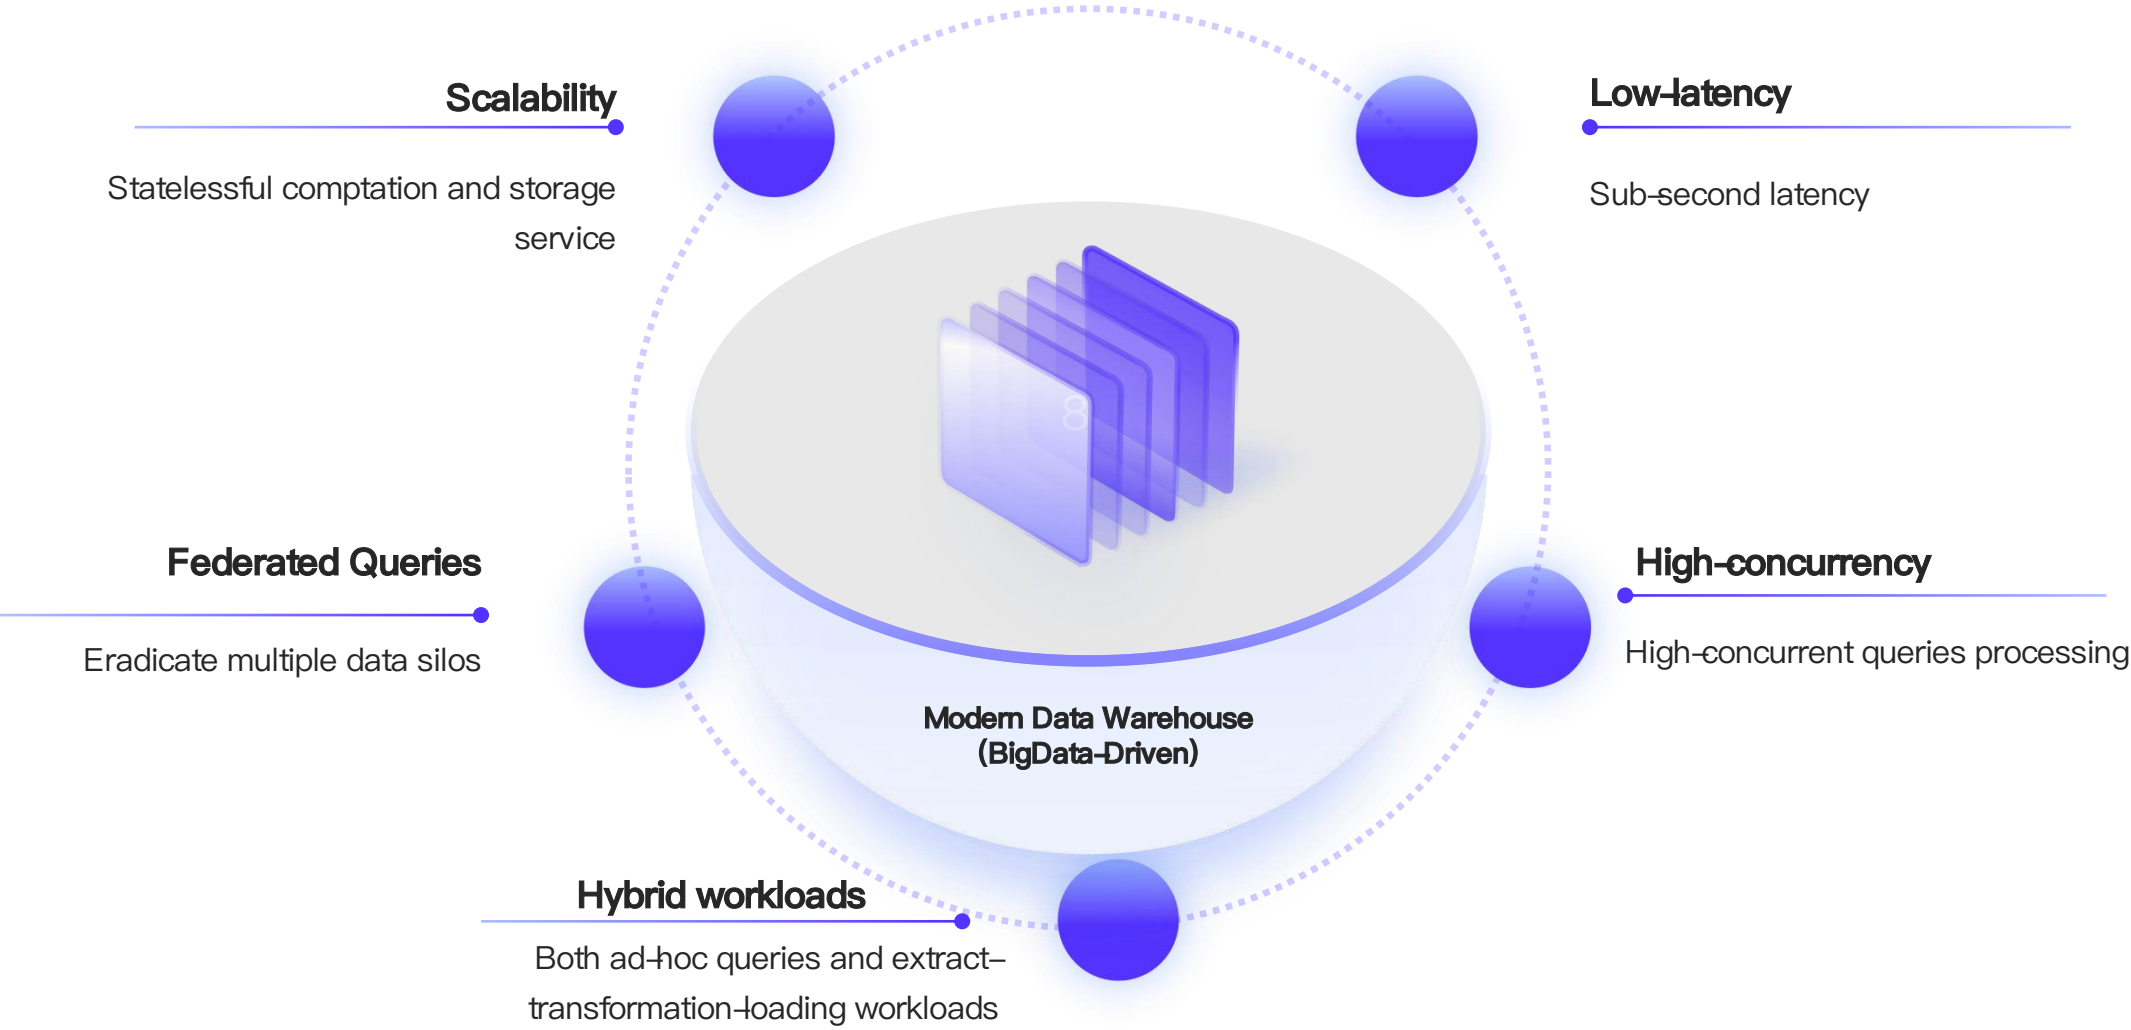 Scalability
Statelessful comptation and storage
service
Low-latency
Sub-second latency
8
Federated Queries
Eradicate multiple data silos
High-concurrency
High-concurrent queries processing
Modern Data Warehouse
(BigData-Driven)
Hybrid workloads
Both ad-hoc queries and extract-
transformation-loading workloads